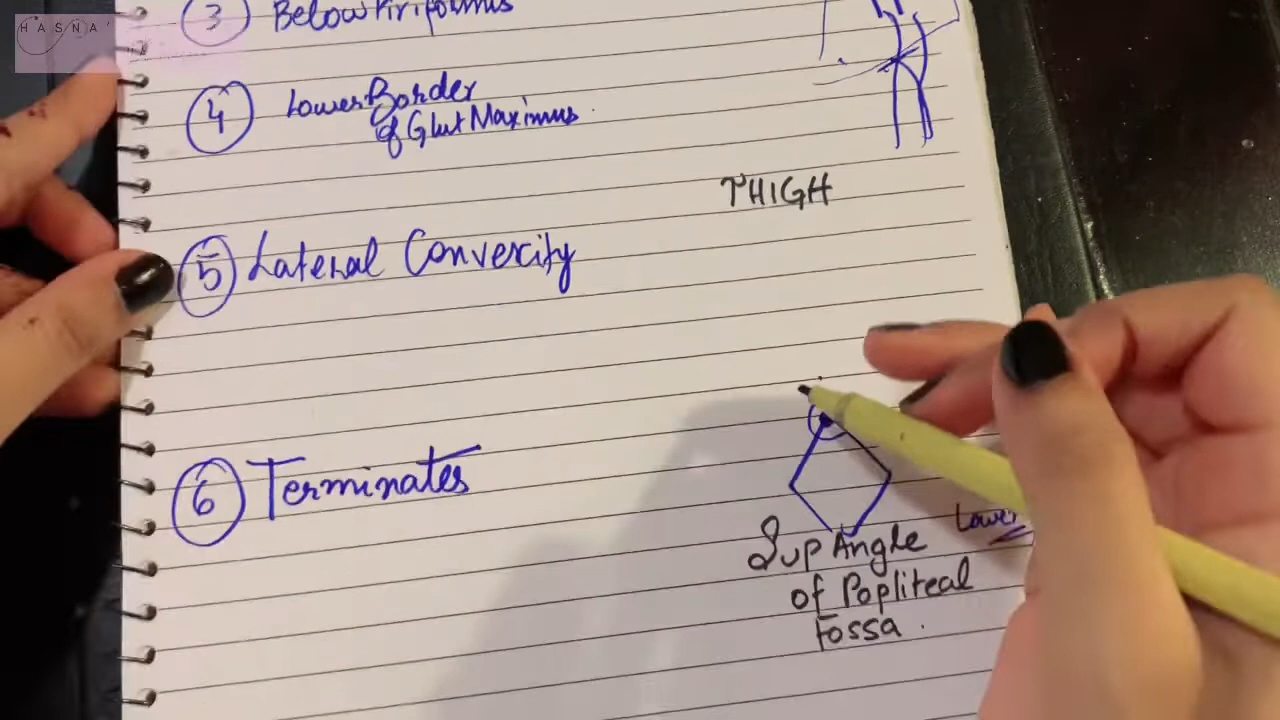 HASNA'
3 Below Piriformis
4 Lower Border
of Glut Maximus.
THIGH
5 Lateral Convexity
6 Terminates
Lower
Sup Angle
of Popliteal
Fossa.